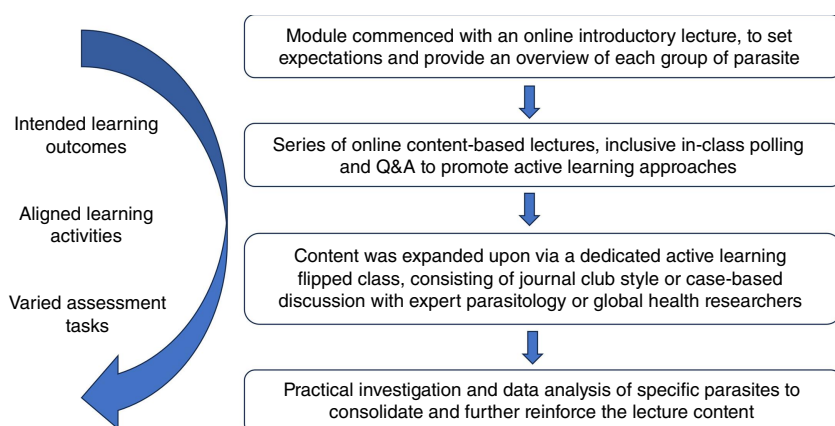 Intended learning
outcomes
Aligned learning
activities
Varied assessment
tasks
Module commenced with an online introductory lecture, to set
expectations and provide an overview of each group of parasite
Series of online content-based lectures, inclusive in-class polling
and Q&A to promote active learning approaches
Content was expanded upon via a dedicated active learning
flipped class, consisting of journal club style or case-based
discussion with expert parasitology or global health researchers
Practical investigation and data analysis of specific parasites to
consolidate and further reinforce the lecture content